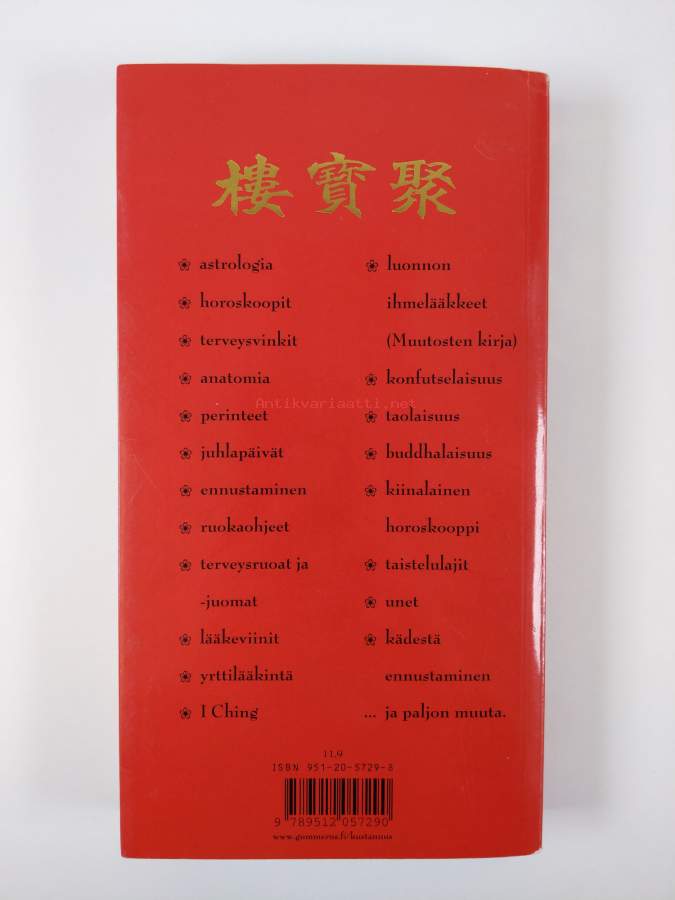 樓寶聚
astrologia
horoskoopit
terveysvinkit
anatomia
perinteet
juhlapäivät
ennustaminen
ruokaohjeet
terveysruoat ja
-juomat
lääkeviinit
yrttilääkintä
I Ching
luonnon
ihmelääkkeet
(Muutosten kirja)
konfutselaisuus
taolaisuus
buddhalaisuus
kiinalainen
horoskooppi
taistelulajit
unet
kädestä
ennustaminen
... ja paljon muuta.
Antikvariaatti.net
11.9
ISBN 951-20-5729-8
9 789512 057290
www.gummerus.fi/kustannus